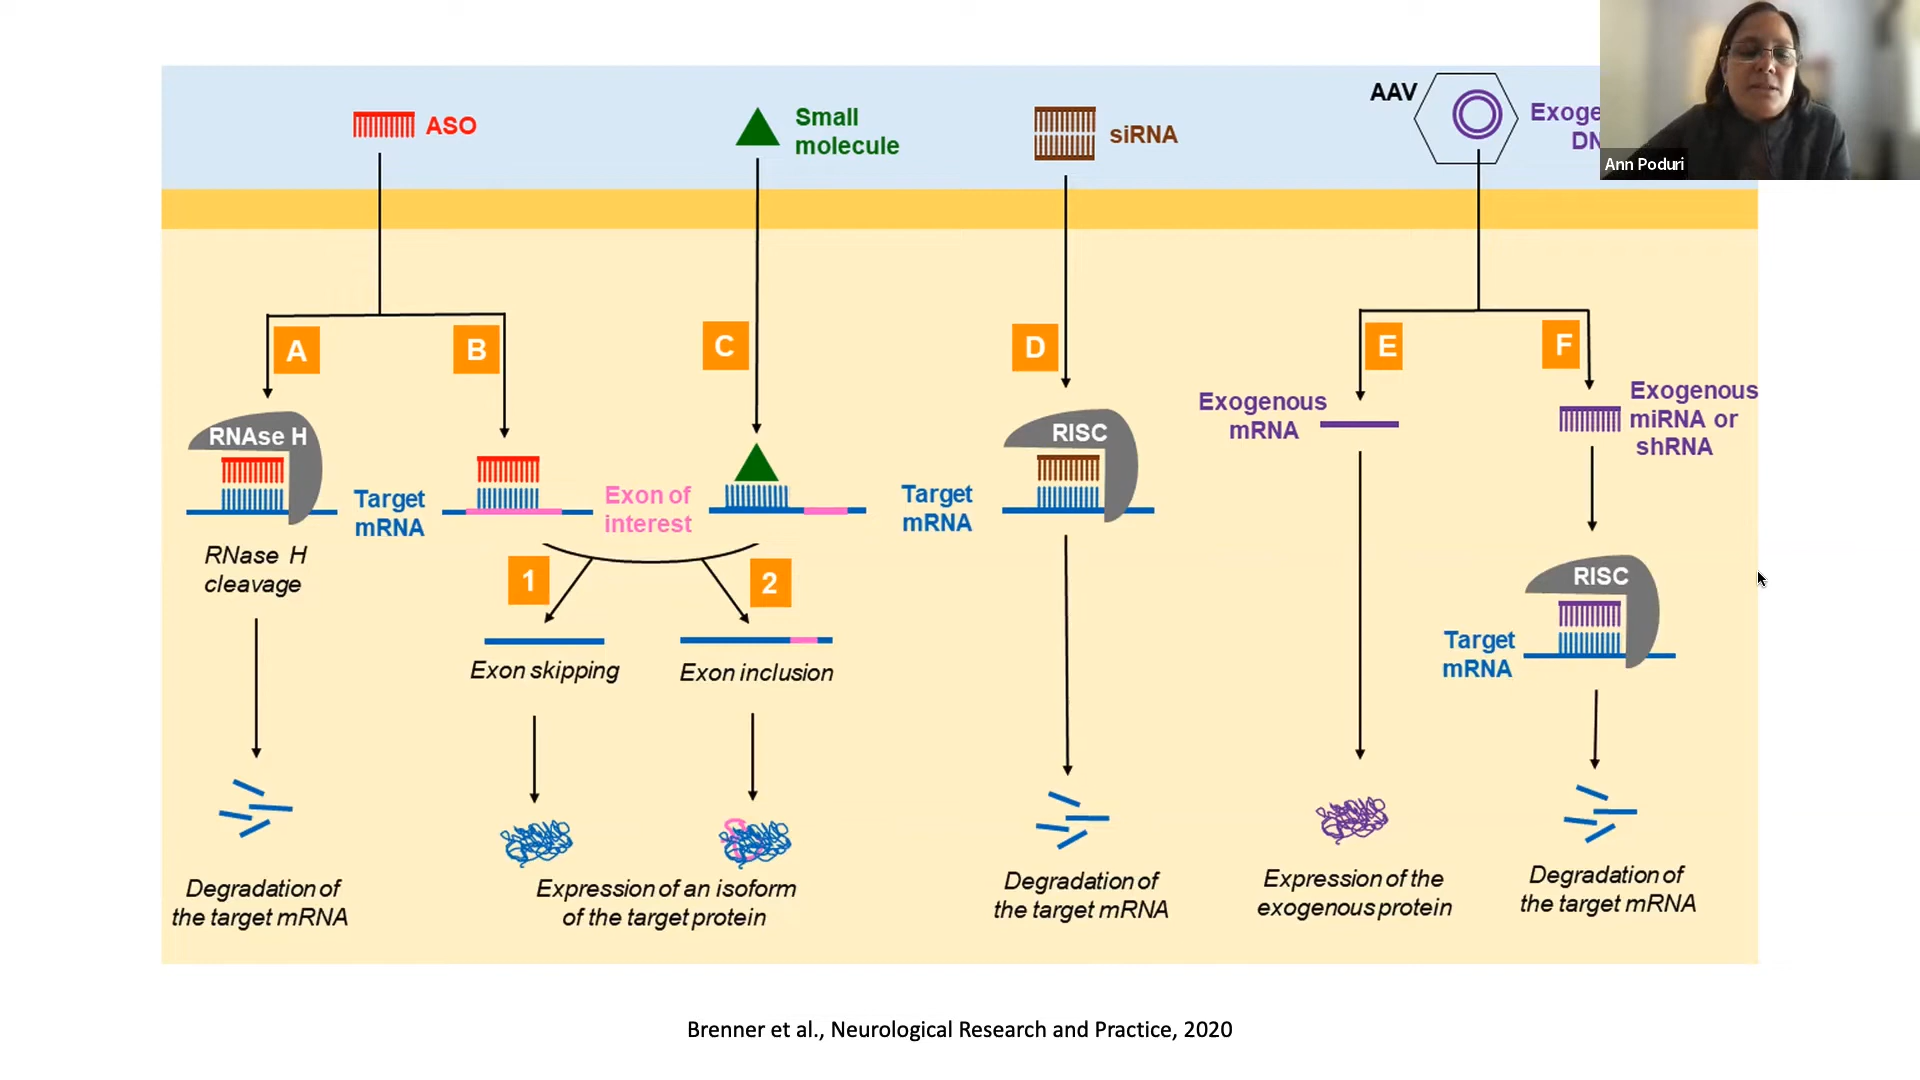 ASO
Small
molecule
siRNA
AAV
Ann Poduri
A
B
C
D
E
F
RNAse H
RISC
Exogenous
mRNA
Exogenous
miRNA or
shRNA
Target
mRNA
Exon of
interest
Target
mRNA
RNase H
cleavage
1
2
RISC
Target
mRNA
Exon skipping
Exon inclusion
Degradation of
the target mRNA
Expression of an isoform
of the target protein
Degradation of
the target mRNA
Expression of the
exogenous protein
Degradation of
the target mRNA
Brenner et al., Neurological Research and Practice, 2020